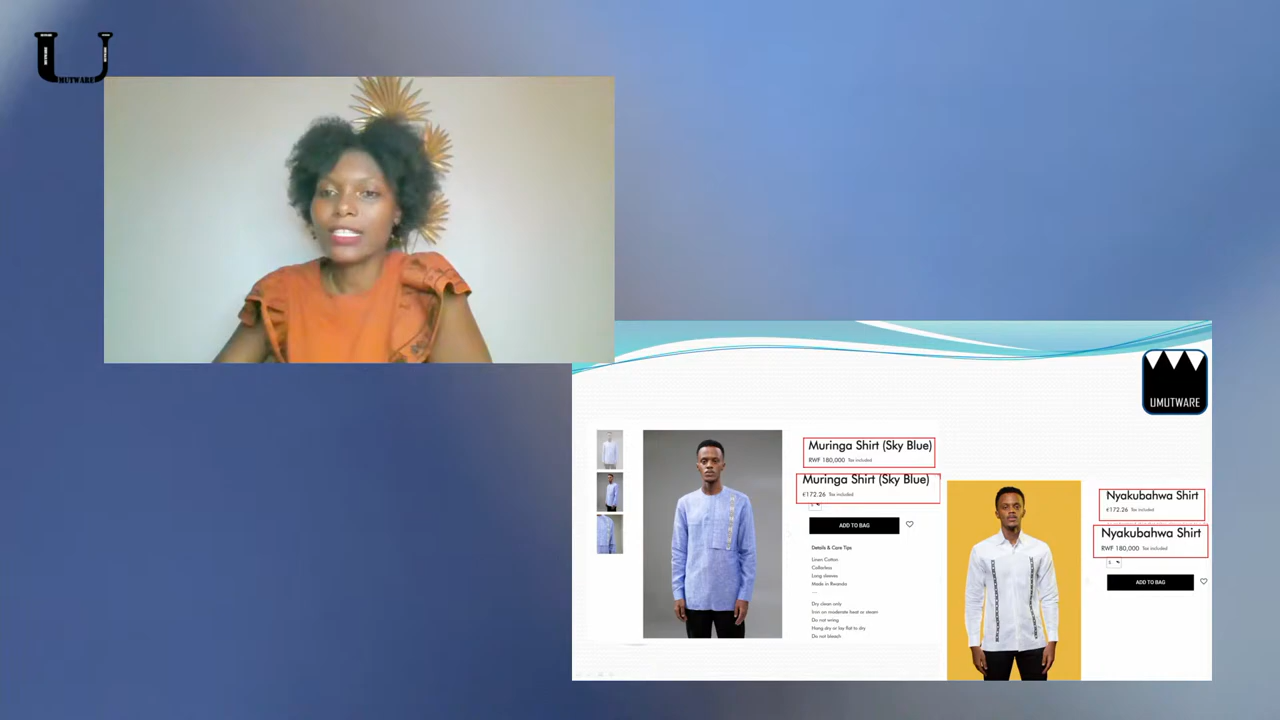 UMUTWARE
UMUTWARE
Muringa Shirt (Sky Blue)
RWF 180,000 Tax included
Muringa Shirt (Sky Blue)
€172.26 Tax included
ADD TO BAG
Details & Care Tips
Linen Cotton
Collarless
Long sleeves
Made in Rwanda
---
Dry clean only
Iron on moderate heat or steam
Do not wring
Hang dry or lay flat to dry
Do not bleach
Nyakubahwa Shirt
€172.26 Tax included
Nyakubahwa Shirt
RWF 180,000 Tax included
S
ADD TO BAG